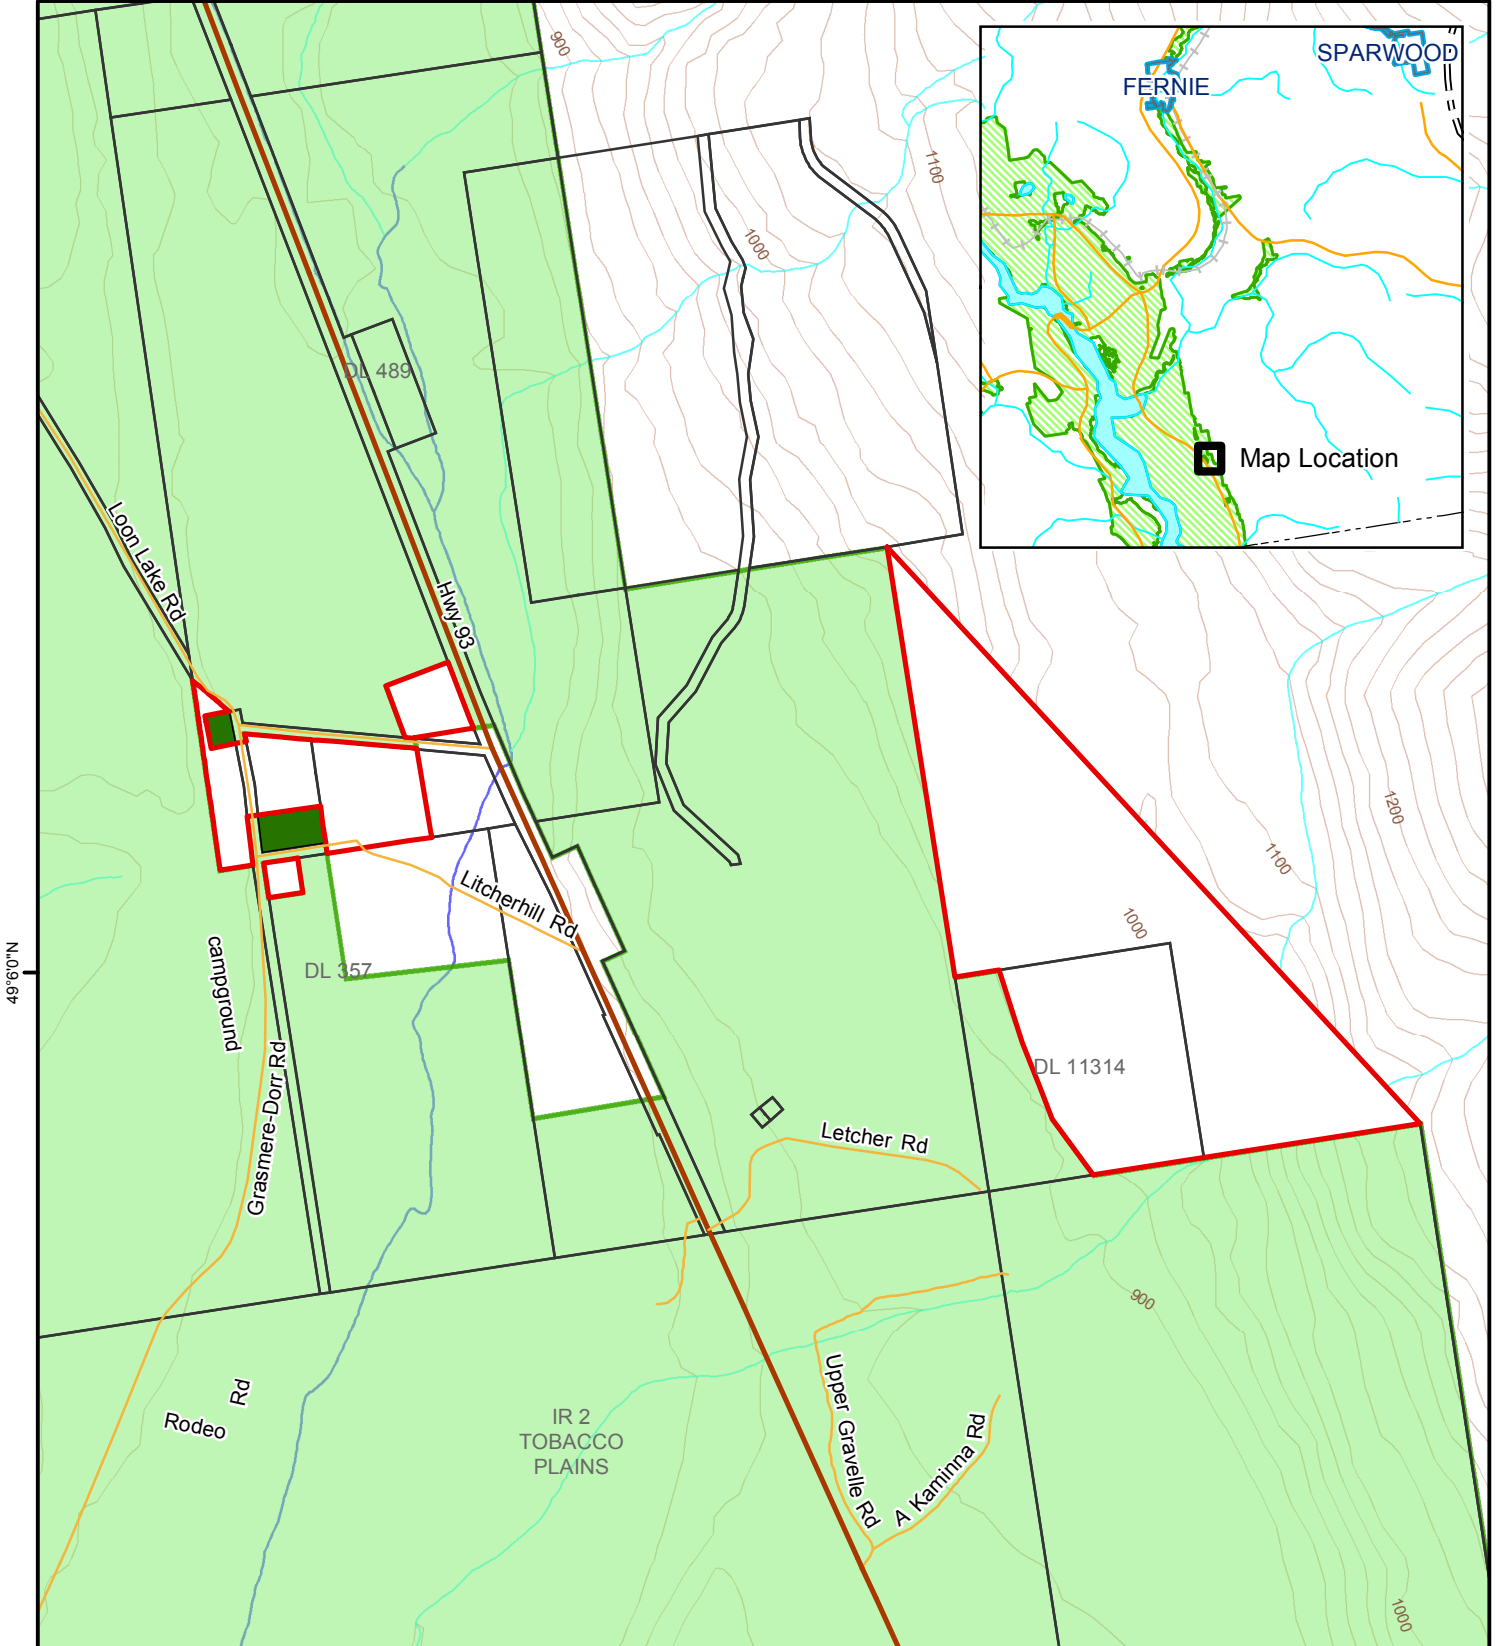 900
SPARWOOD
FERNIE
1100
1000
DL 489
Map Location
Loon Lake Rd
Hwy 93
1200
1100
Litcherhill Rd
1000
49°6'0"N
campground
DL 357
DL 11314
Grasmere-Dorr Rd
Letcher Rd
900
Rodeo Rd
IR 2
TOBACCO
PLAINS
Upper Gravelle Rd
A Kaminna Rd
1000